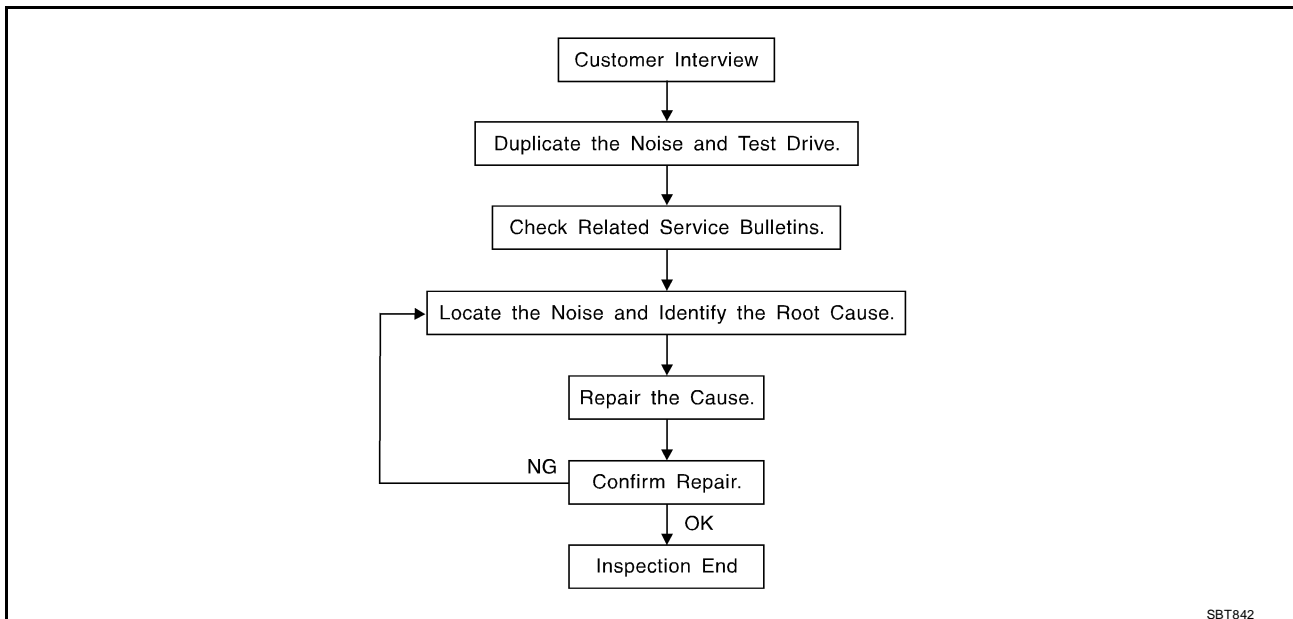 Customer Interview
Duplicate the Noise and Test Drive.
Check Related Service Bulletins.
Locate the Noise and Identify the Root Cause.
Repair the Cause.
NG
Confirm Repair.
OK
Inspection End
SBT842